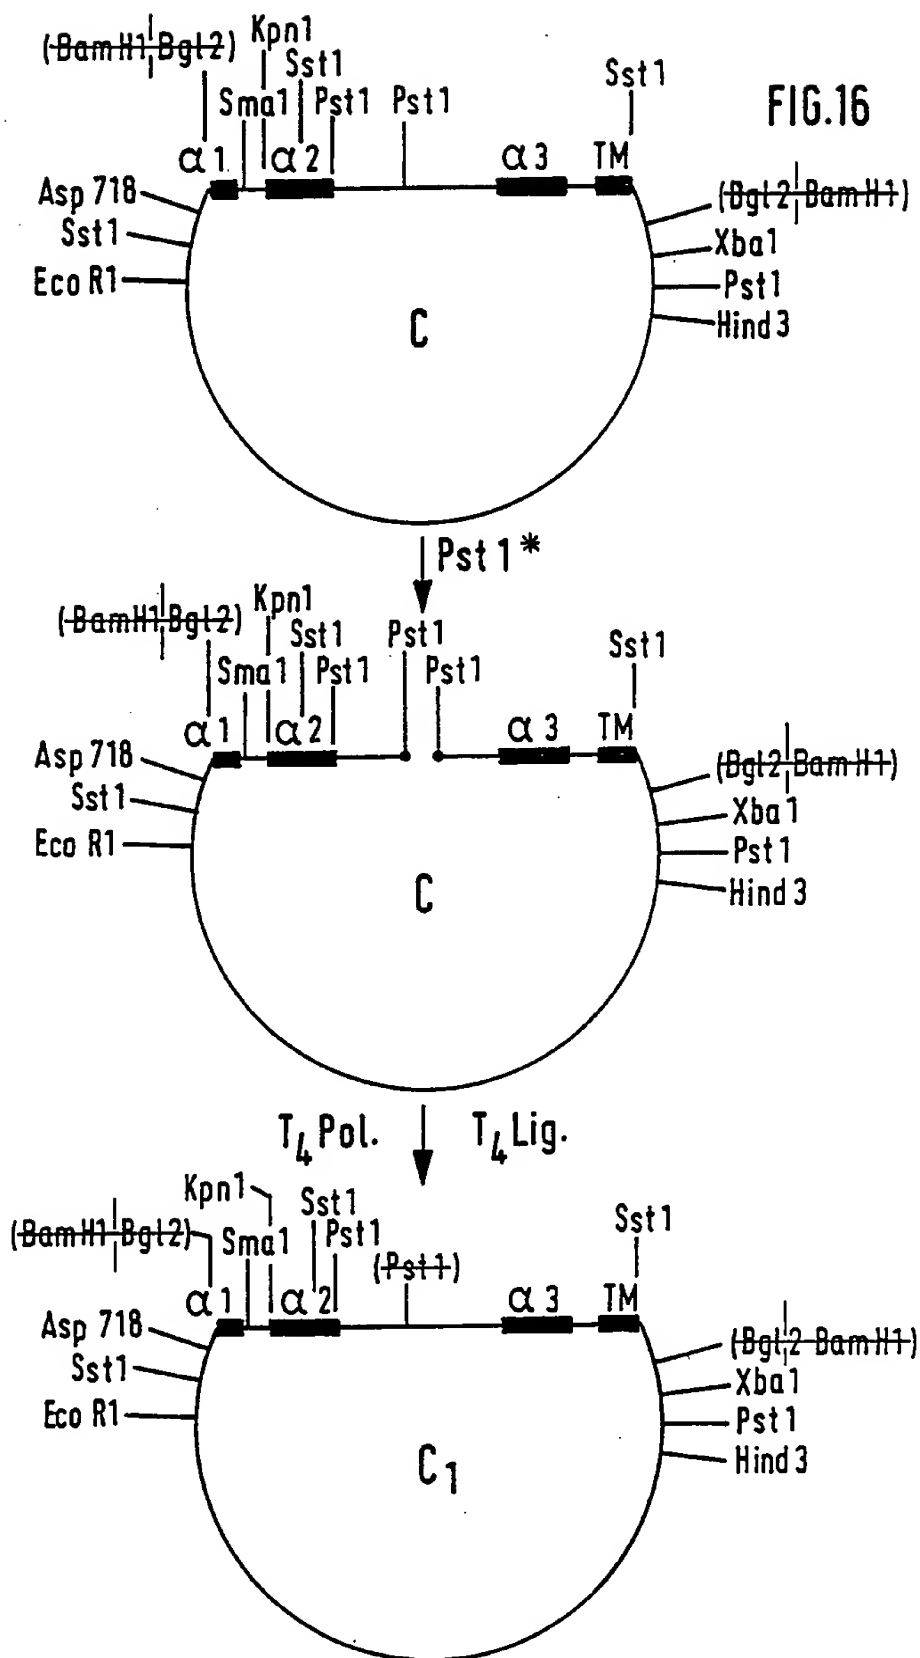 FIG.16
(BamH1 Bgl2)
Kpn1
Sst1
Sma1
Pst1
Pst1
Sst1
α1
α2
α3
TM
Asp 718
Sst1
Eco R1
(Bgl2 BamH1)
Xba1
Pst1
Hind3
C
Pst1*
(BamH1 Bgl2)
Kpn1
Sst1
Pst1
Sma1
Pst1
Pst1
Sst1
α1
α2
α3
TM
Asp 718
Sst1
Eco R1
(Bgl2 BamH1)
Xba1
Pst1
Hind3
C
T4 Pol.
T4 Lig.
Kpn1
Sst1
(BamH1 Bgl2)
Sma1
Pst1
(Pst1)
Sst1
α1
α2
α3
TM
Asp 718
Sst1
Eco R1
(Bgl2 BamH1)
Xba1
Pst1
Hind3
C1